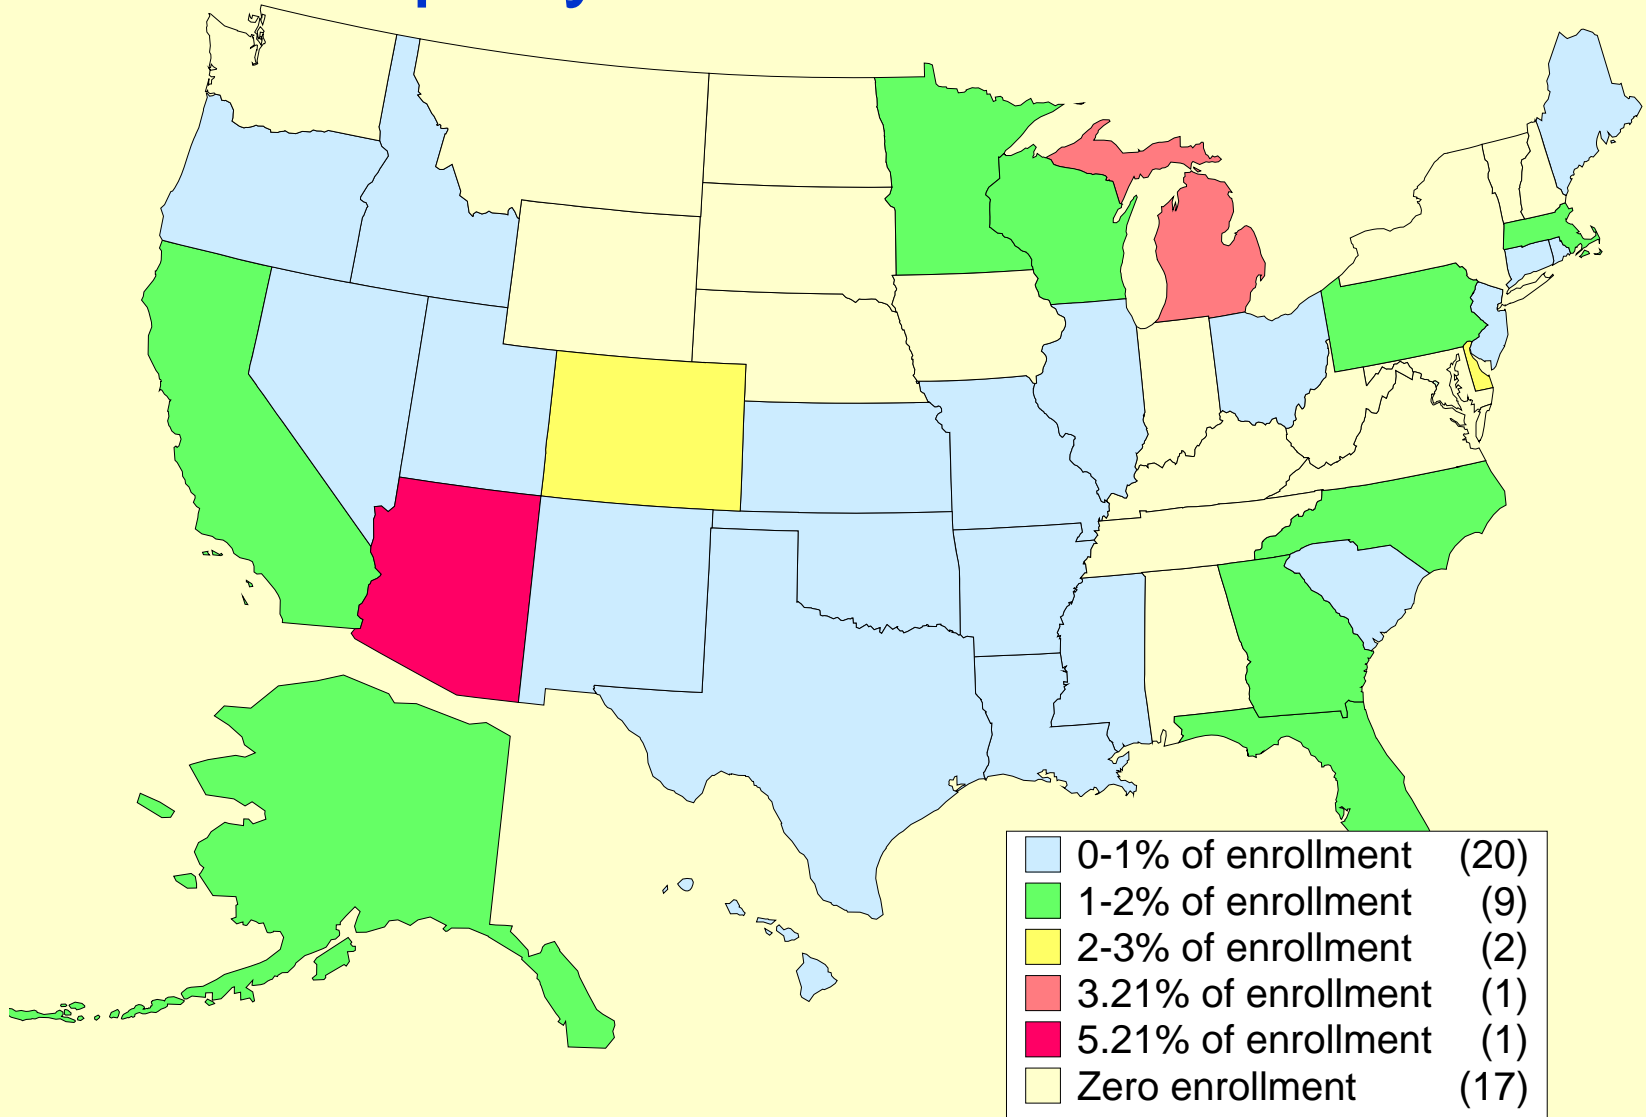 0-1% of enrollment (20)
1-2% of enrollment (9)
2-3% of enrollment (2)
3.21% of enrollment (1)
5.21% of enrollment (1)
Zero enrollment (17)